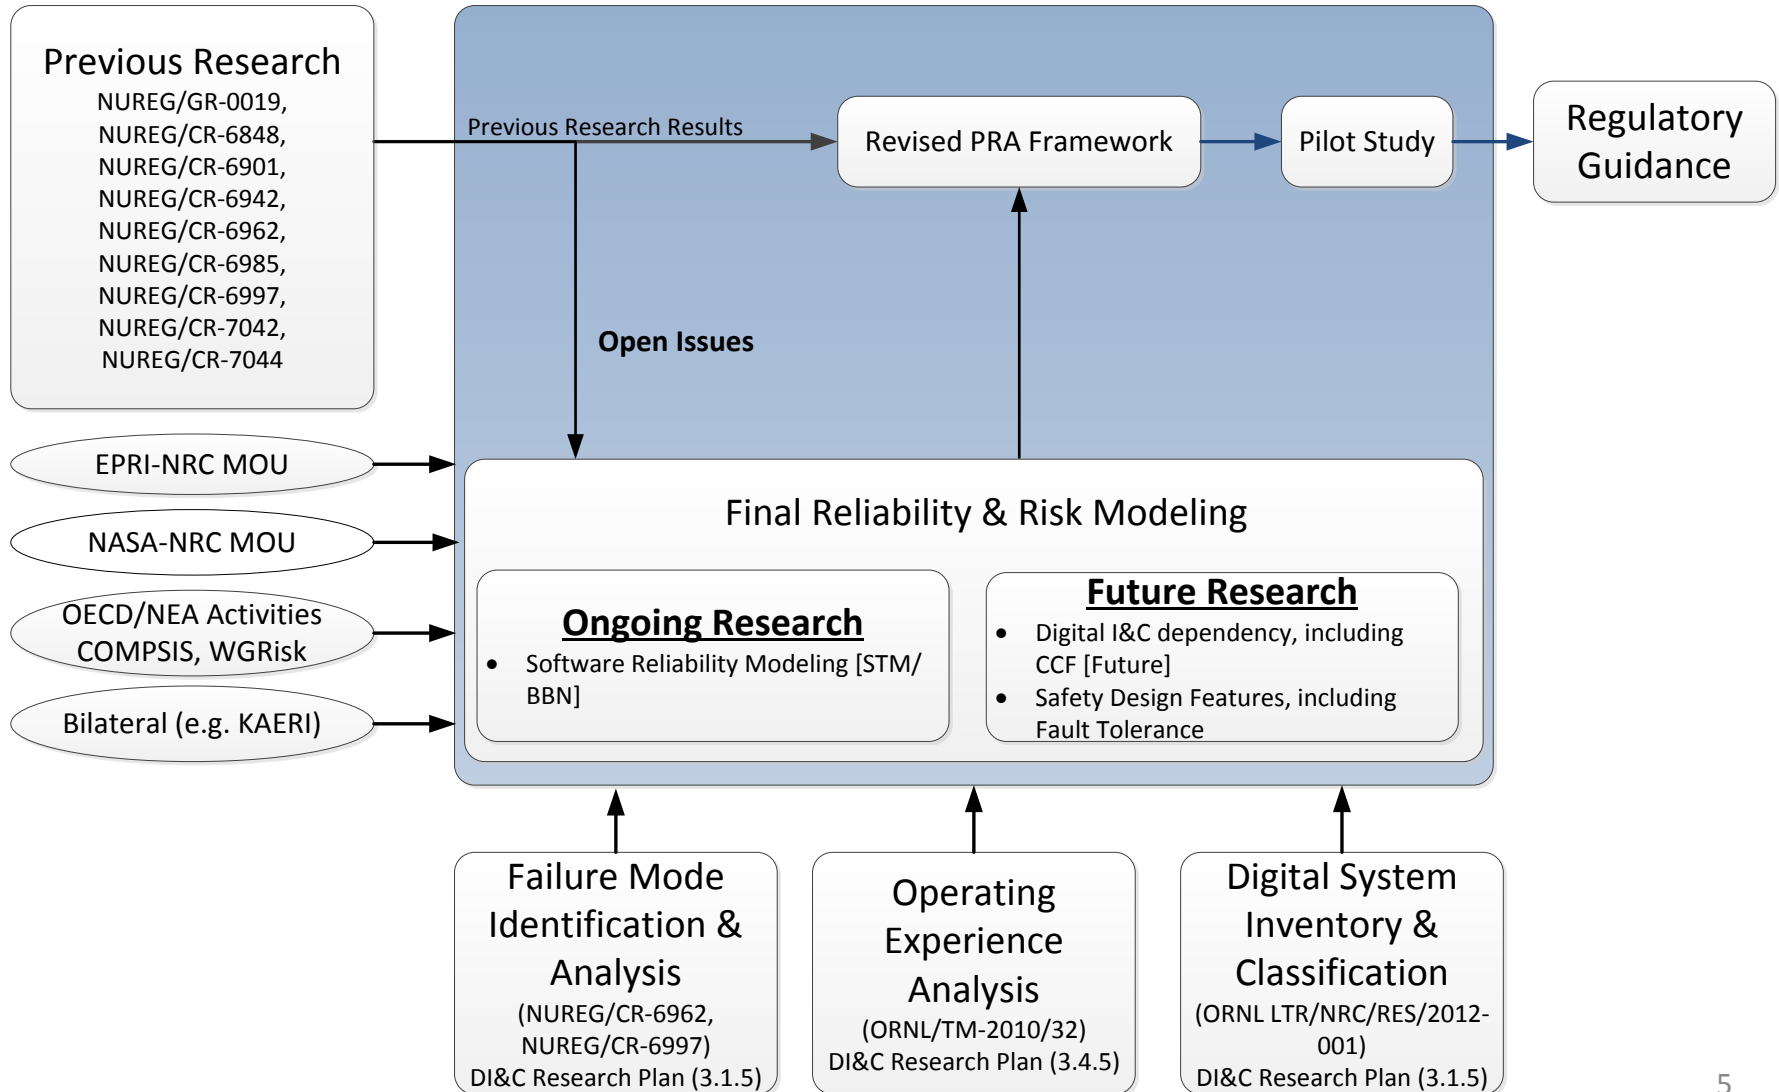 Previous Research
NUREG/GR-0019,
NUREG/CR-6848,
NUREG/CR-6901,
NUREG/CR-6942,
NUREG/CR-6962,
NUREG/CR-6985,
NUREG/CR-6997,
NUREG/CR-7042,
NUREG/CR-7044
Previous Research Results
Revised PRA Framework
Pilot Study
Regulatory
Guidance
Open Issues
EPRI-NRC MOU
NASA-NRC MOU
OECD/NEA Activities
COMPSIS, WGRisk
Bilateral (e.g. KAERI)
Final Reliability & Risk Modeling
Ongoing Research
• Software Reliability Modeling [STM/
BBN]
Future Research
• Digital I&C dependency, including
CCF [Future]
• Safety Design Features, including
Fault Tolerance
Failure Mode
Identification &
Analysis
(NUREG/CR-6962,
NUREG/CR-6997)
DI&C Research Plan (3.1.5)
Operating
Experience
Analysis
(ORNL/TM-2010/32)
DI&C Research Plan (3.4.5)
Digital System
Inventory &
Classification
(ORNL LTR/NRC/RES/2012-
001)
DI&C Research Plan (3.1.5)
5